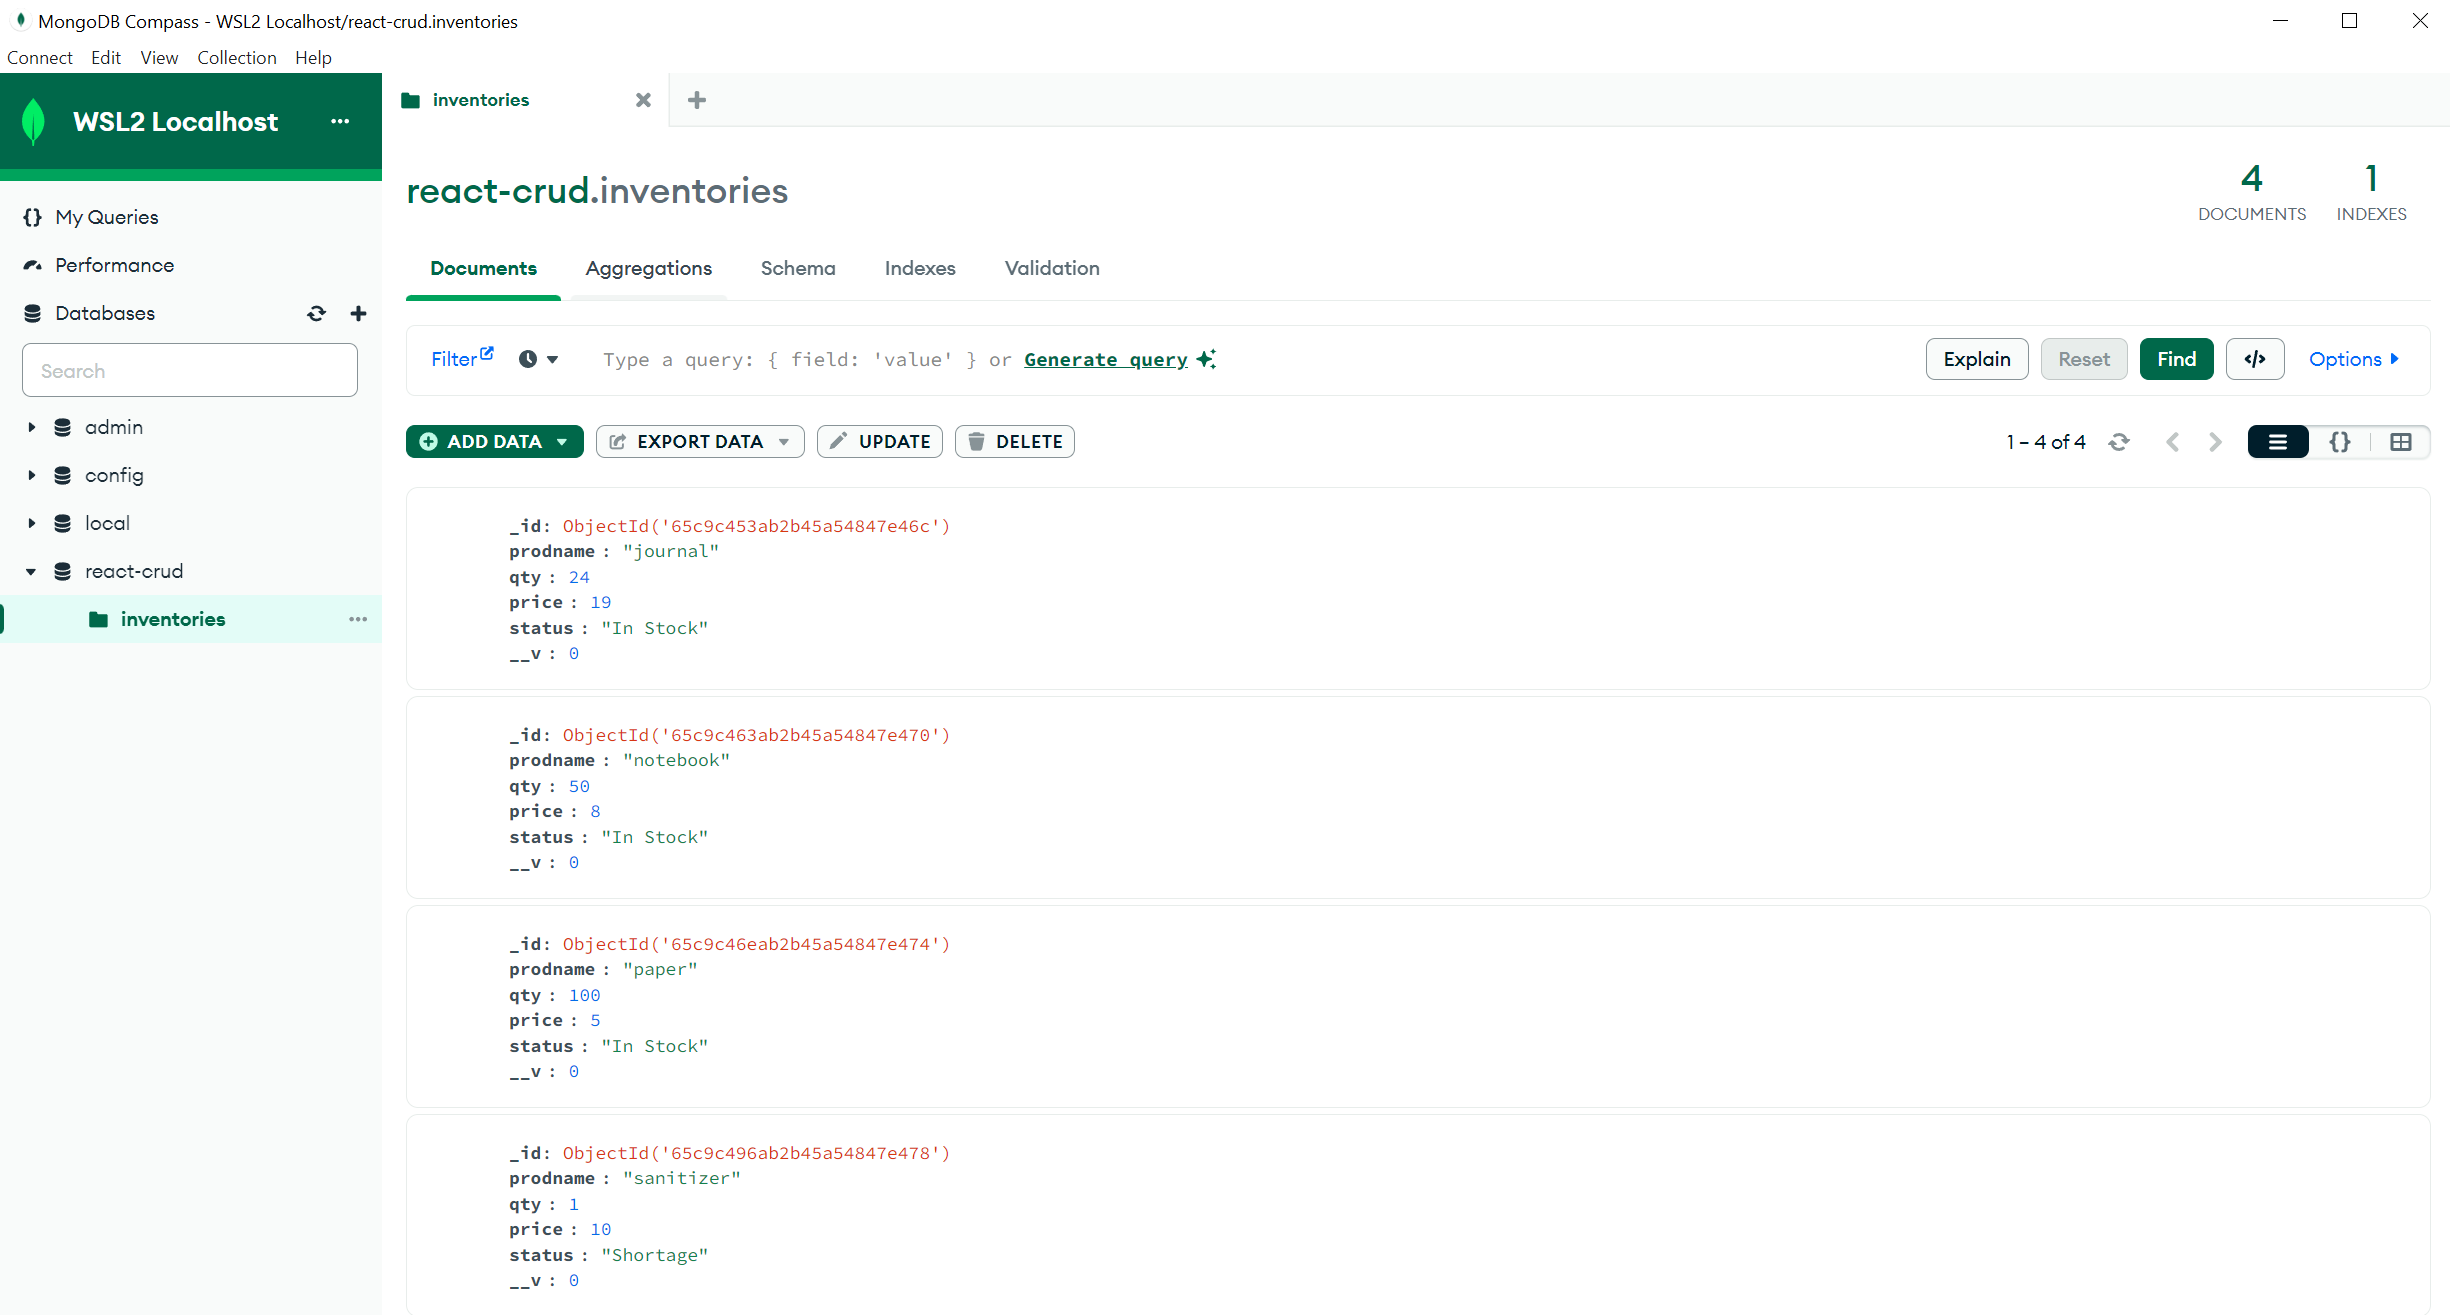 MongoDB Compass - WSL2 Localhost/react-crud.inventories
Connect Edit View Collection Help
WSL2 Localhost
inventories
My Queries
Performance
Databases
Search
admin
config
local
react-crud
inventories
react-crud.inventories
4
DOCUMENTS
1
INDEXES
Documents Aggregations Schema Indexes Validation
Filter Type a query: { field: 'value' } or Generate query Explain Reset Find </> Options
ADD DATA EXPORT DATA UPDATE DELETE 1 – 4 of 4 {}
_id: ObjectId('65c9c453ab2b45a54847e46c')
prodname : "journal"
qty : 24
price : 19
status : "In Stock"
__v : 0
_id: ObjectId('65c9c463ab2b45a54847e470')
prodname : "notebook"
qty : 50
price : 8
status : "In Stock"
__v : 0
_id: ObjectId('65c9c46eab2b45a54847e474')
prodname : "paper"
qty : 100
price : 5
status : "In Stock"
__v : 0
_id: ObjectId('65c9c496ab2b45a54847e478')
prodname : "sanitizer"
qty : 1
price : 10
status : "Shortage"
__v : 0